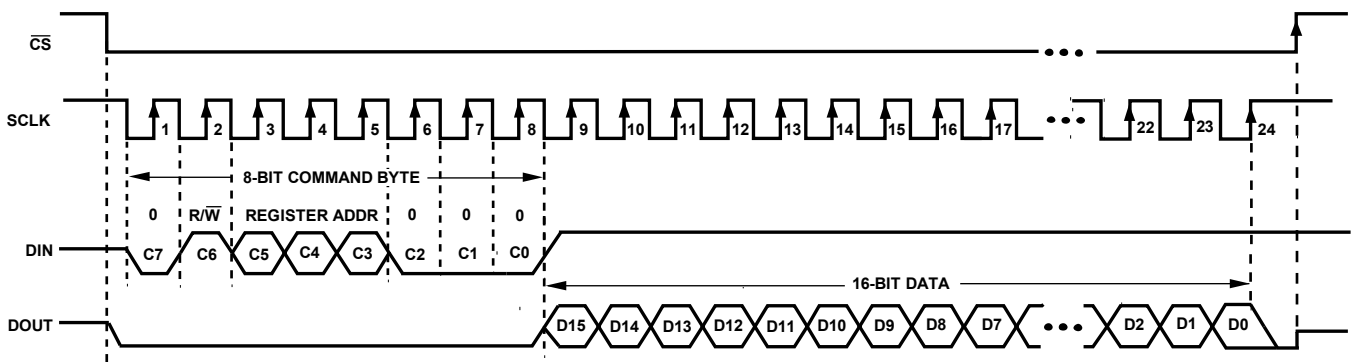 CS
SCLK
1 2 3 4 5 6 7 8 9 10 11 12 13 14 15 16 17 22 23 24
8-BIT COMMAND BYTE
0 R/W REGISTER ADDR 0 0 0
DIN C7 C6 C5 C4 C3 C2 C1 C0
16-BIT DATA
DOUT D15 D14 D13 D12 D11 D10 D9 D8 D7 D2 D1 D0